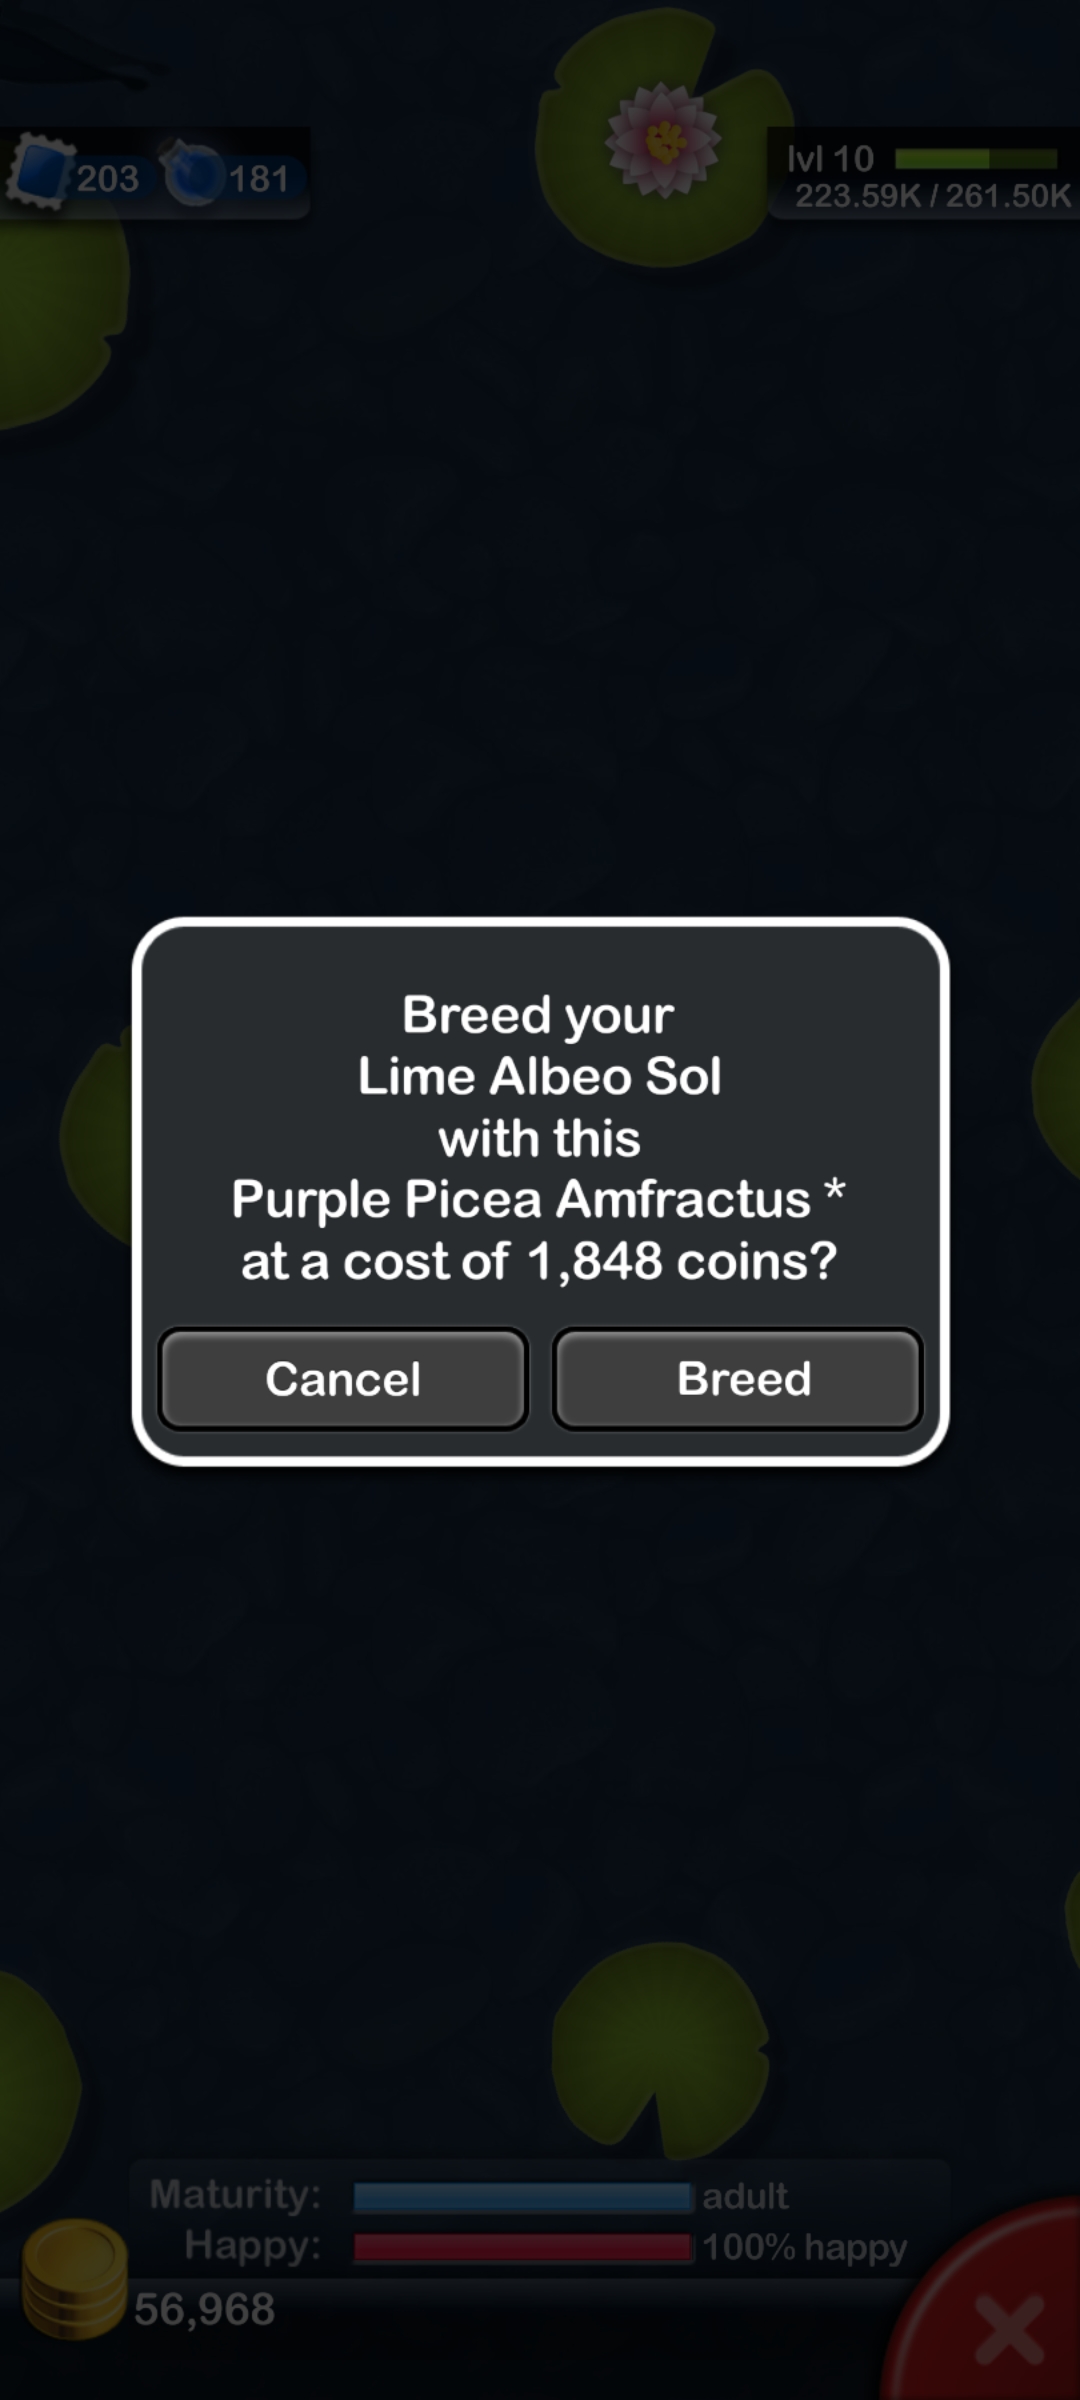 203
181
lvl 10
223.59K / 261.50K
Breed your
Lime Albeo Sol
with this
Purple Picea Amfractus *
at a cost of 1,848 coins?
Cancel
Breed
Maturity:
adult
Happy:
100% happy
56,968